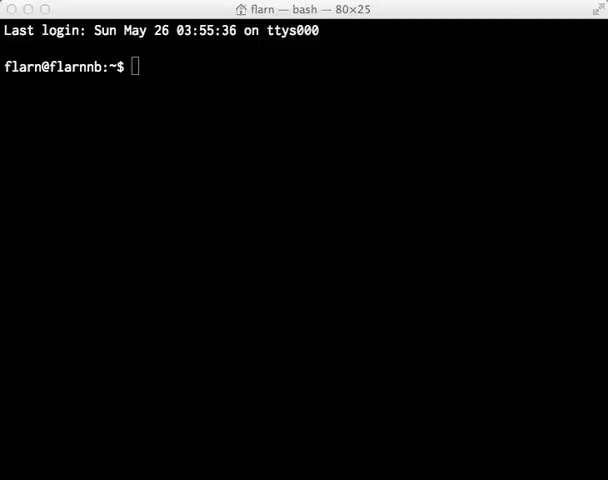 flarn — bash — 80×25
Last login: Sun May 26 03:55:36 on ttys000
flarn@flarnnb:~$